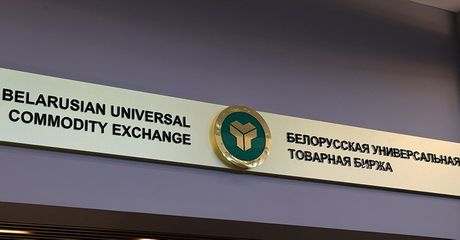 BELARUSIAN UNIVERSAL
COMMODITY EXCHANGE
БЕЛОРУССКАЯ УНИВЕРСАЛЬНАЯ
ТОВАРНАЯ БИРЖА